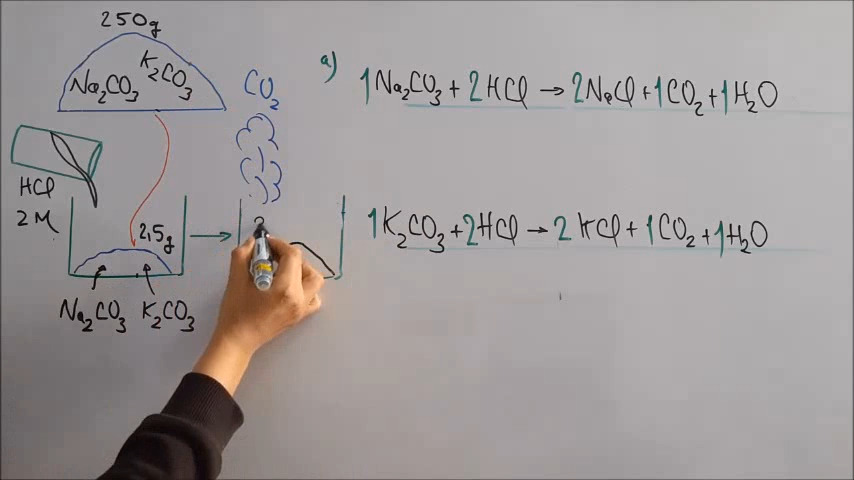 250g
K₂CO₃
Na₂CO₃
CO₂
HCl
2M
2,5g
Na₂CO₃ K₂CO₃
a) 1Na₂CO₃ + 2HCl → 2NaCl + 1CO₂ + 1H₂O
1K₂CO₃ + 2HCl → 2KCl + 1CO₂ + 1H₂O